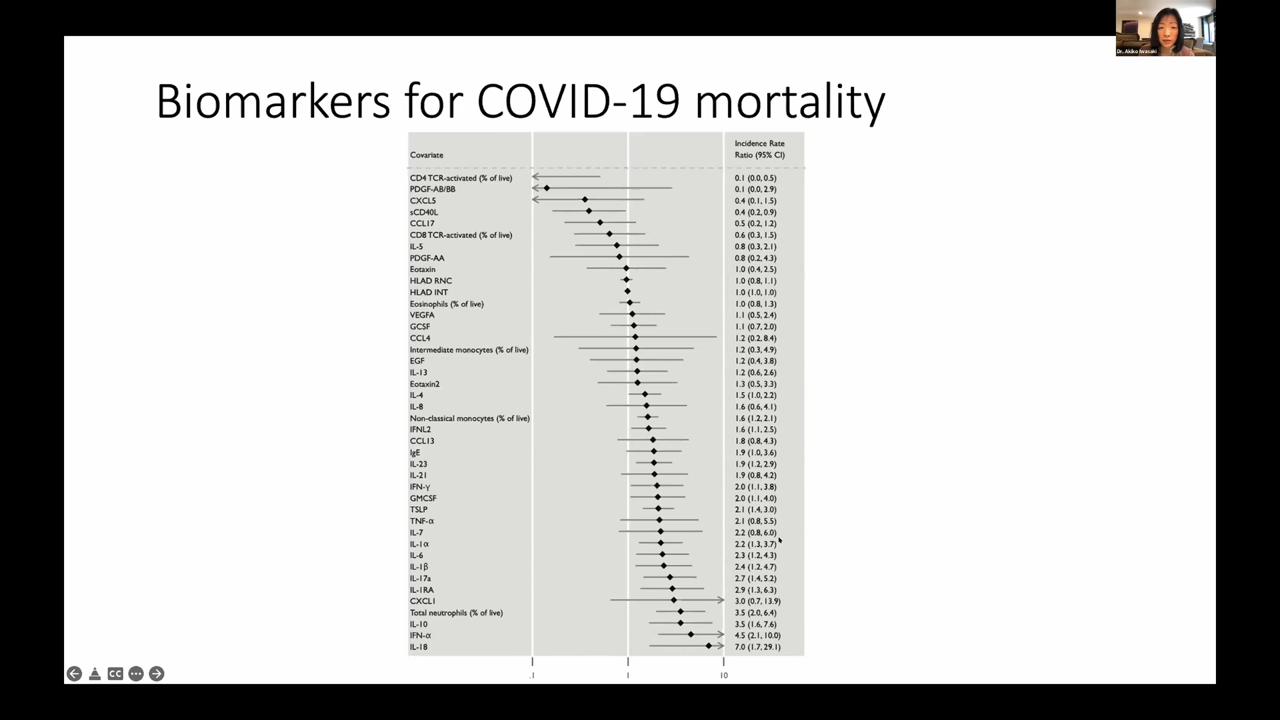 Dr. Akiko Iwasaki
Biomarkers for COVID-19 mortality
Covariate
Incidence Rate
Ratio (95% CI)
CD4 TCR-activated (% of live) 0.1 (0.0, 0.5)
PDGF-AB/BB 0.1 (0.0, 2.9)
CXCL5 0.4 (0.1, 1.5)
sCD40L 0.4 (0.2, 0.9)
CCL17 0.5 (0.2, 1.2)
CD8 TCR-activated (% of live) 0.6 (0.3, 1.5)
IL-5 0.8 (0.3, 2.1)
PDGF-AA 0.8 (0.2, 4.3)
Eotaxin 1.0 (0.4, 2.5)
HLAD RNC 1.0 (0.8, 1.1)
HLAD INT 1.0 (1.0, 1.0)
Eosinophils (% of live) 1.0 (0.8, 1.3)
VEGFA 1.1 (0.5, 2.4)
GCSF 1.1 (0.7, 2.0)
CCL4 1.2 (0.2, 8.4)
Intermediate monocytes (% of live) 1.2 (0.3, 4.9)
EGF 1.2 (0.4, 3.8)
IL-13 1.2 (0.6, 2.6)
Eotaxin2 1.3 (0.5, 3.3)
IL-4 1.5 (1.0, 2.2)
IL-8 1.6 (0.6, 4.1)
Non-classical monocytes (% of live) 1.6 (1.2, 2.1)
IFNL2 1.6 (1.1, 2.5)
CCL13 1.8 (0.8, 4.3)
IgE 1.9 (1.0, 3.6)
IL-23 1.9 (1.2, 2.9)
IL-21 1.9 (0.8, 4.2)
IFN-γ 2.0 (1.1, 3.8)
GMCSF 2.0 (1.1, 4.0)
TSLP 2.1 (1.4, 3.0)
TNF-α 2.1 (0.8, 5.5)
IL-7 2.2 (0.8, 6.0)
IL-1α 2.2 (1.3, 3.7)
IL-6 2.3 (1.2, 4.3)
IL-1β 2.4 (1.2, 4.7)
IL-17a 2.7 (1.4, 5.2)
IL-1RA 2.9 (1.3, 6.3)
CXCL1 3.0 (0.7, 13.9)
Total neutrophils (% of live) 3.5 (2.0, 6.4)
IL-10 3.5 (1.6, 7.6)
IFN-α 4.5 (2.1, 10.0)
IL-18 7.0 (1.7, 29.1)
.1 1 10
CC